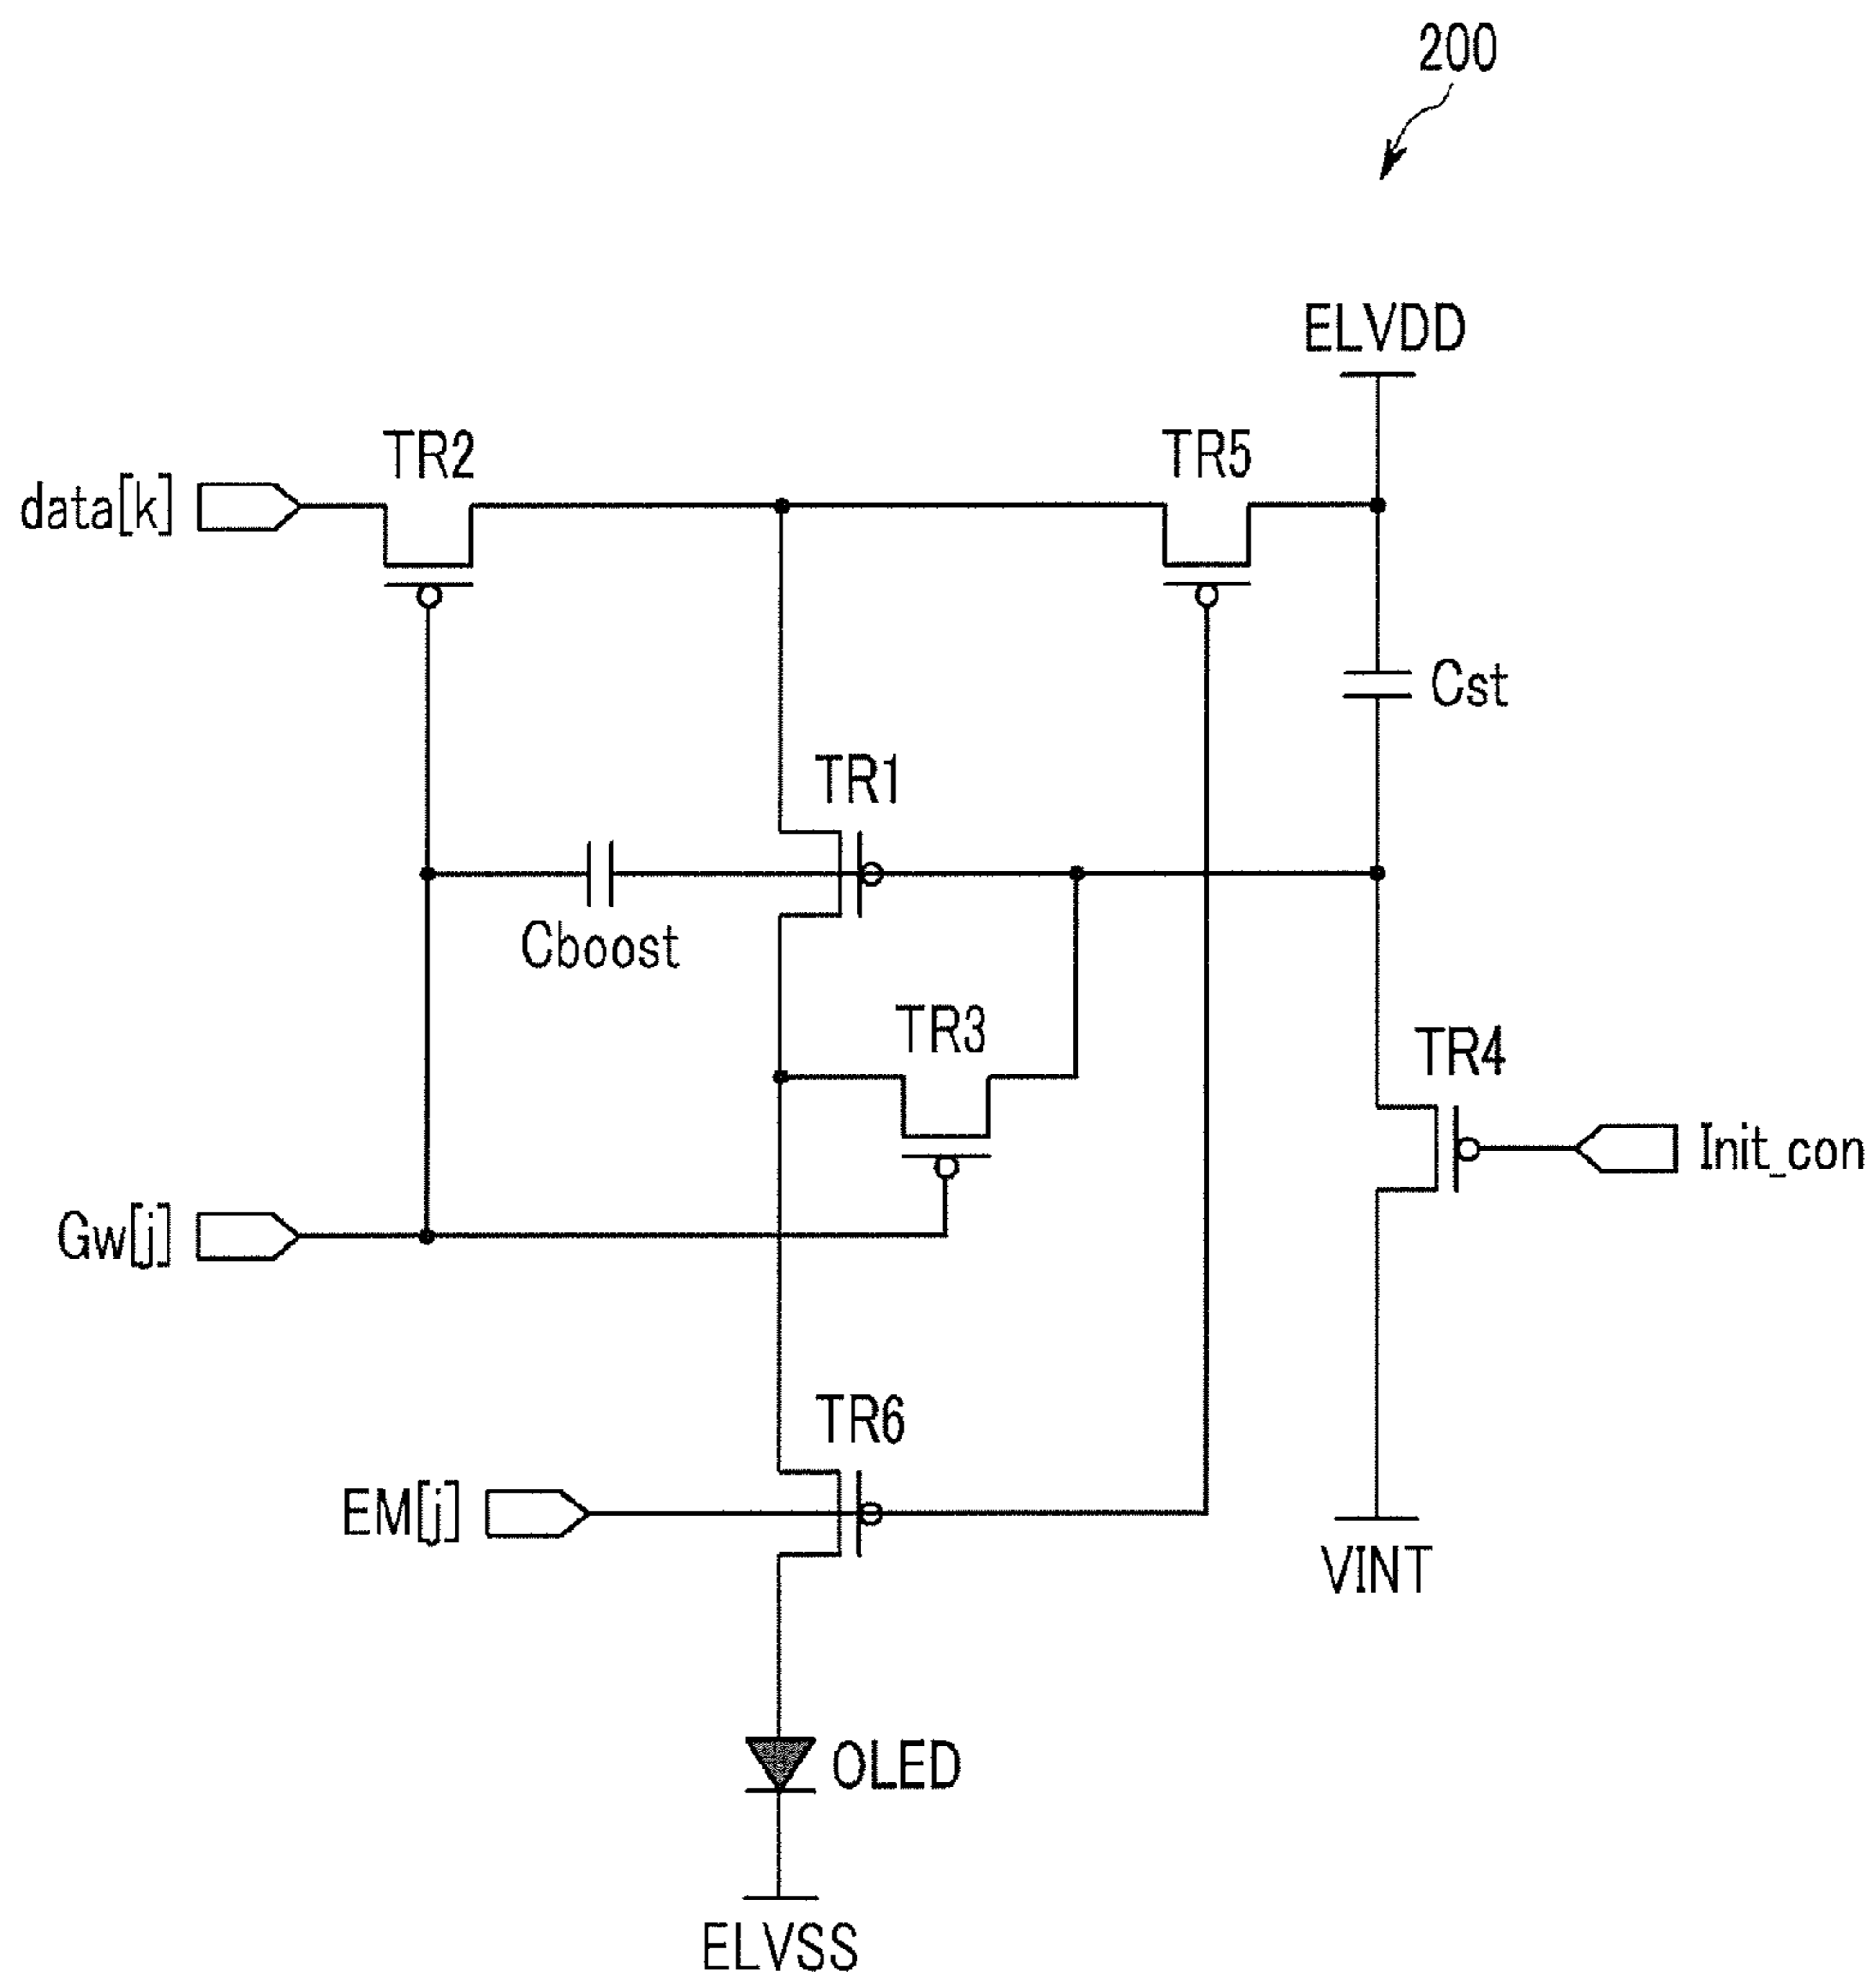 200
ELVDD
TR2
TR5
data[k]
Cst
TR1
Cboost
TR3
TR4
Init_con
Gw[j]
TR6
EM[j]
VINT
OLED
ELVSS